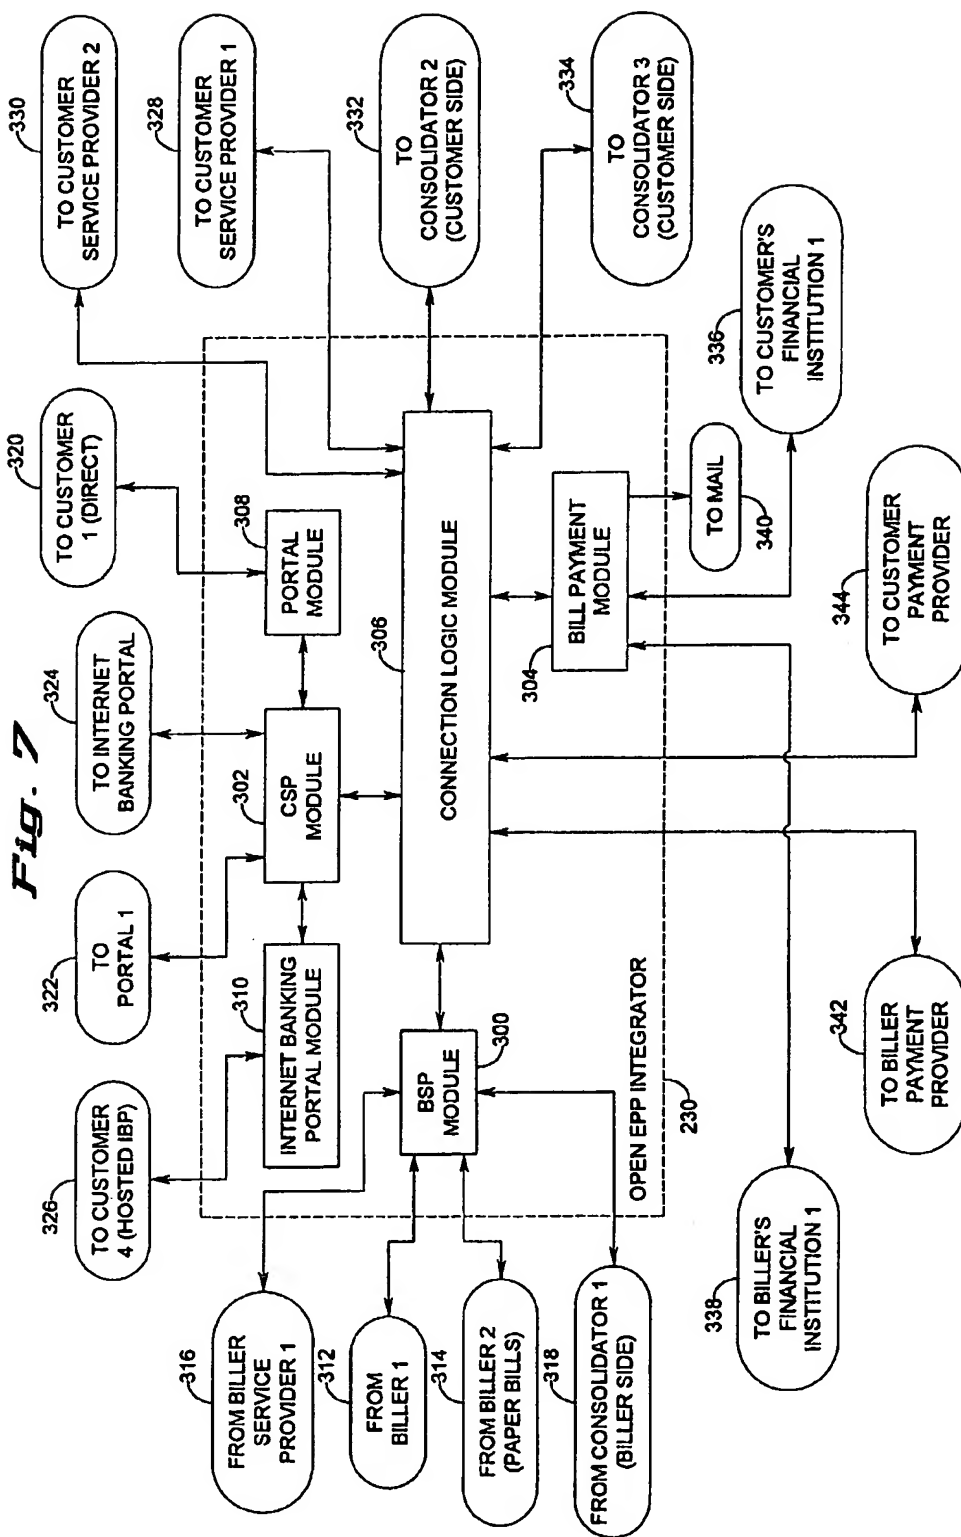 Fig. 7
326
TO CUSTOMER
4 (HOSTED IBP)
322
TO
PORTAL 1
324
TO INTERNET
BANKING PORTAL
320
TO CUSTOMER
1 (DIRECT)
330
TO CUSTOMER
SERVICE PROVIDER 2
328
TO CUSTOMER
SERVICE PROVIDER 1
332
TO
CONSOLIDATOR 2
(CUSTOMER SIDE)
334
TO
CONSOLIDATOR 3
(CUSTOMER SIDE)
316
FROM BILLER
SERVICE
PROVIDER 1
312
FROM
BILLER 1
314
FROM BILLER 2
(PAPER BILLS)
318
FROM CONSOLIDATOR 1
(BILLER SIDE)
310
INTERNET BANKING
PORTAL MODULE
302
CSP
MODULE
308
PORTAL
MODULE
300
BSP
MODULE
306
CONNECTION LOGIC MODULE
304
BILL PAYMENT
MODULE
OPEN EPP INTEGRATOR
230
TO MAIL
340
336
TO CUSTOMER'S
FINANCIAL
INSTITUTION 1
338
TO BILLER'S
FINANCIAL
INSTITUTION 1
342
TO BILLER
PAYMENT
PROVIDER
344
TO CUSTOMER
PAYMENT
PROVIDER